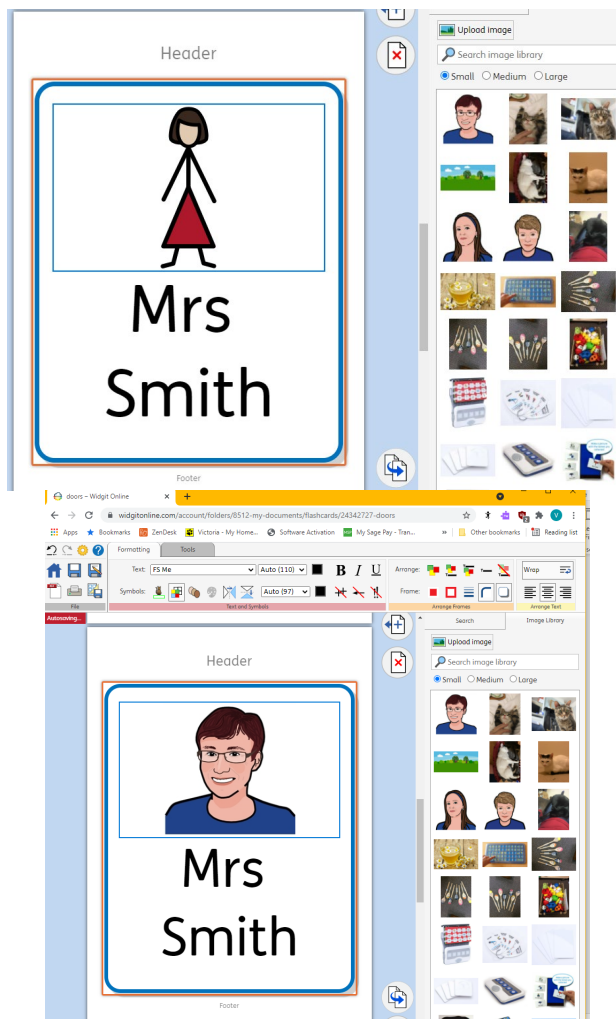 Upload image
Header
Search image library
Small Medium Large
Mrs
Smith
Footer
doors – Widgit Online
widgitonline.com/account/folders/8512-my-documents/flashcards/24342727-doors
Apps Bookmarks ZenDesk Victoria - My Home... Software Activation My Sage Pay - Tran... » Other bookmarks Reading list
Formatting Tools
Text: FS Me Auto (110) B I U Arrange: Wrap
Symbols: Auto (97) Frame:
File Text and Symbols Arrange Frames Arrange Text
Autosaving... Search Image Library
Upload image
Header
Search image library
Small Medium Large
Mrs
Smith
Footer